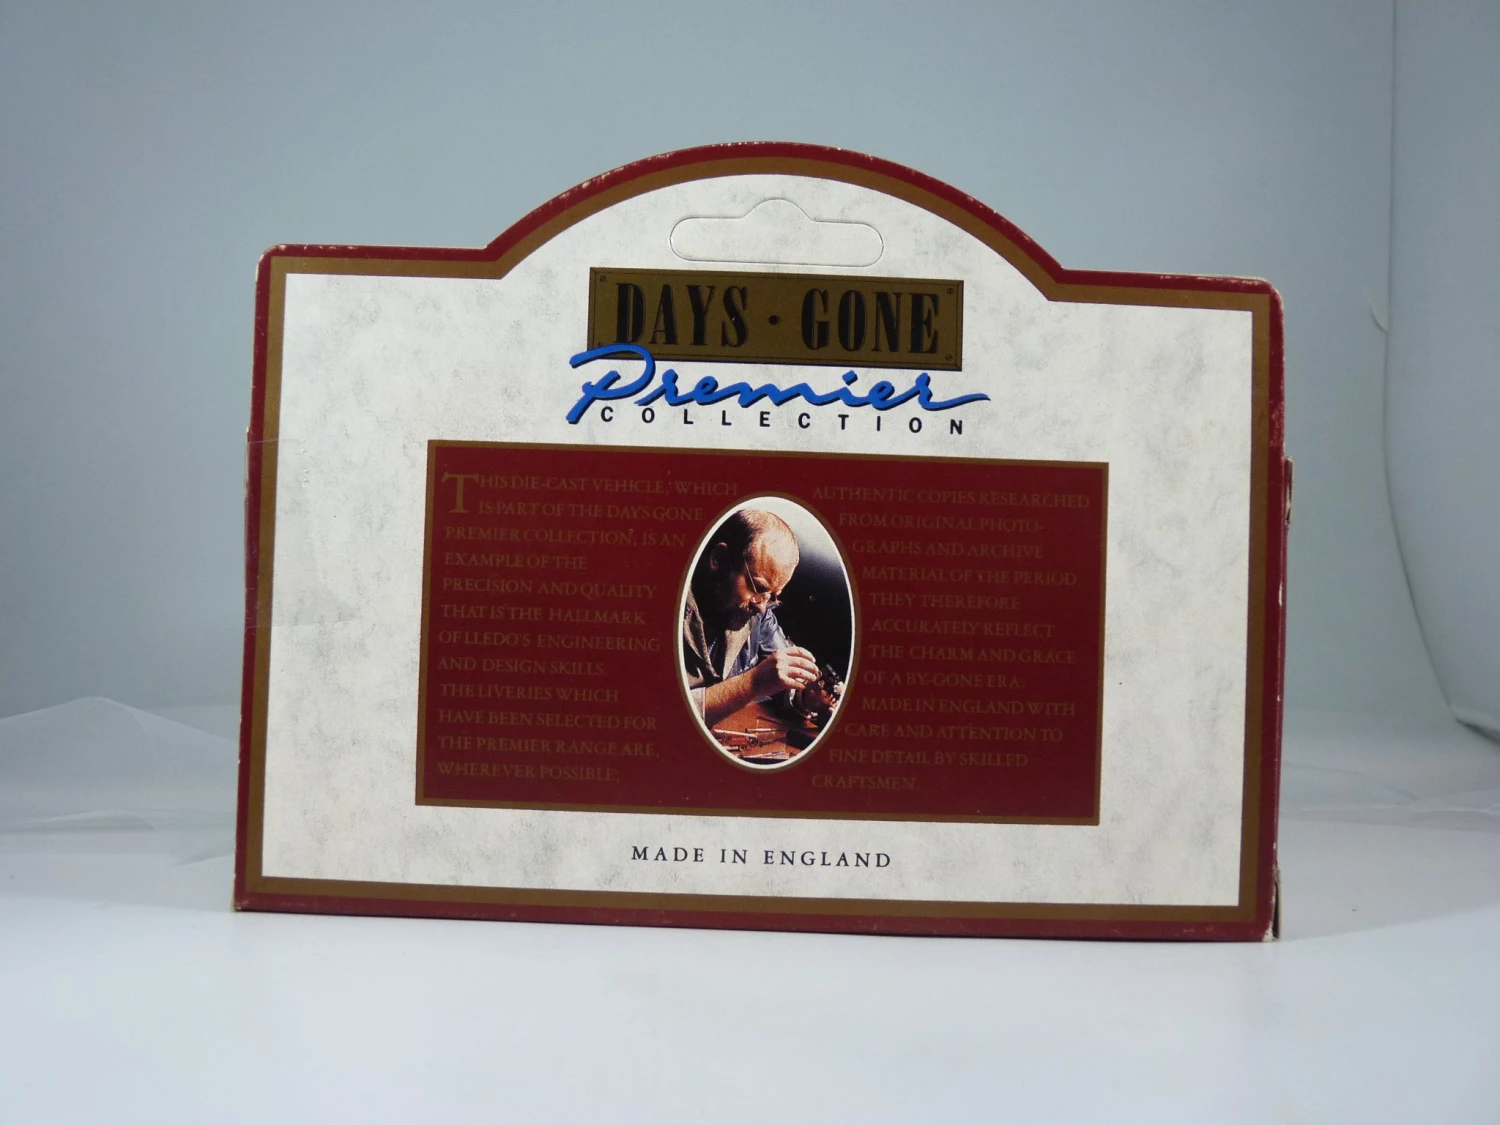 DAYS · GONE
Premier
COLLECTION
THIS DIE-CAST VEHICLE, WHICH
IS PART OF THE DAYS GONE
PREMIER COLLECTION, IS AN
EXAMPLE OF THE
PRECISION AND QUALITY
THAT IS THE HALLMARK
OF LLEDO'S ENGINEERING
AND DESIGN SKILLS.
THE LIVERIES WHICH
HAVE BEEN SELECTED FOR
THE PREMIER RANGE ARE,
WHEREVER POSSIBLE,
AUTHENTIC COPIES RESEARCHED
FROM ORIGINAL PHOTO-
GRAPHS AND ARCHIVE
MATERIAL OF THE PERIOD
THEY THEREFORE
ACCURATELY REFLECT
THE CHARM AND GRACE
OF A BY-GONE ERA.
MADE IN ENGLAND WITH
CARE AND ATTENTION TO
FINE DETAIL BY SKILLED
CRAFTSMEN.
MADE IN ENGLAND